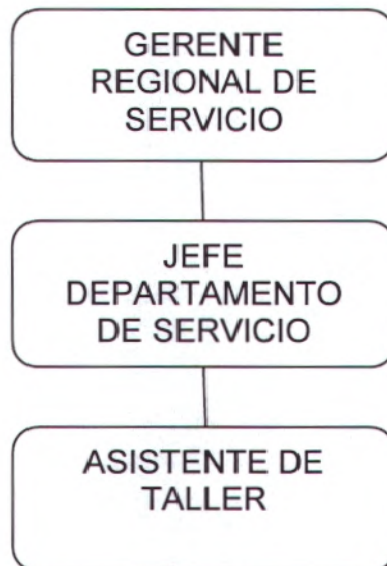 GERENTE
REGIONAL DE
SERVICIO
JEFE
DEPARTAMENTO
DE SERVICIO
ASISTENTE DE
TALLER